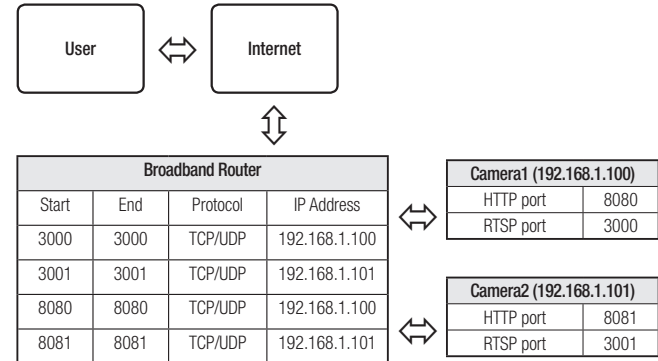 User
Internet
Broadband Router
Start End Protocol IP Address
3000 3000 TCP/UDP 192.168.1.100
3001 3001 TCP/UDP 192.168.1.101
8080 8080 TCP/UDP 192.168.1.100
8081 8081 TCP/UDP 192.168.1.101
Camera1 (192.168.1.100)
HTTP port 8080
RTSP port 3000
Camera2 (192.168.1.101)
HTTP port 8081
RTSP port 3001